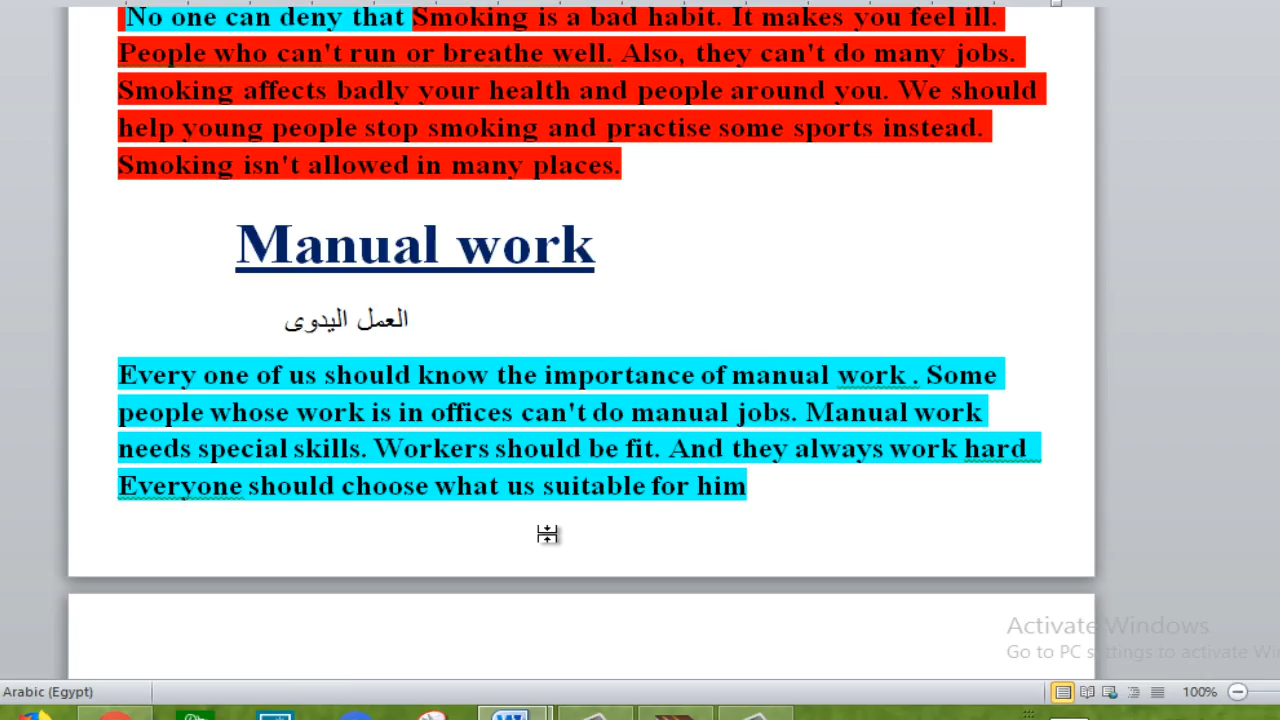 No one can deny that Smoking is a bad habit. It makes you feel ill.
People who can't run or breathe well. Also, they can't do many jobs.
Smoking affects badly your health and people around you. We should
help young people stop smoking and practise some sports instead.
Smoking isn't allowed in many places.
Manual work
العمل اليدوى
Every one of us should know the importance of manual work . Some
people whose work is in offices can't do manual jobs. Manual work
needs special skills. Workers should be fit. And they always work hard
Everyone should choose what us suitable for him
Activate Windows
Go to PC settings to activate Wi
Arabic (Egypt)
100%